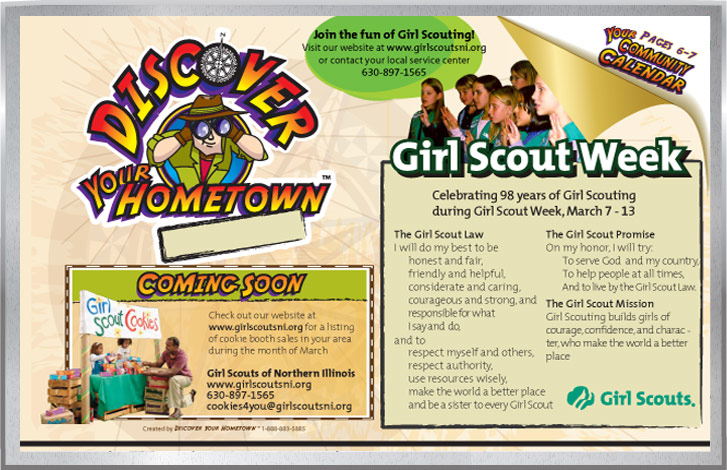 DISCOVER
YOUR
HOMETOWN™
N
Join the fun of Girl Scouting!
Visit our website at www.girlscoutsni.org
or contact your local service center
630-897-1565
YOUR PAGES 6-7
COMMUNITY
CALENDAR
Girl Scout Week
Celebrating 98 years of Girl Scouting
during Girl Scout Week, March 7 - 13
The Girl Scout Law
I will do my best to be
honest and fair,
friendly and helpful,
considerate and caring,
courageous and strong, and
responsible for what
I say and do,
and to
respect myself and others,
respect authority,
use resources wisely,
make the world a better place
and be a sister to every Girl Scout
The Girl Scout Promise
On my honor, I will try:
To serve God and my country,
To help people at all times,
And to live by the Girl Scout Law.
The Girl Scout Mission
Girl Scouting builds girls of
courage, confidence, and charac -
ter, who make the world a better
place
Girl Scouts.
COMING SOON
Girl
Scout Cookies
Check out our website at
www.girlscoutsni.org for a listing
of cookie booth sales in your area
during the month of March
Girl Scouts of Northern Illinois
www.girlscoutsni.org
630-897-1565
cookies4you@girlscoutsni.org
Created by DISCOVER YOUR HOMETOWN™ 1-888-883-5885